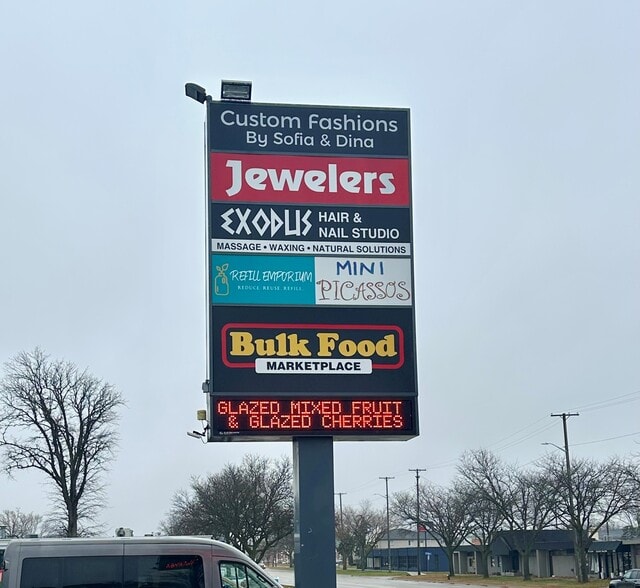 Custom Fashions
By Sofia & Dina
Jewelers
EXODUS HAIR &
NAIL STUDIO
MASSAGE • WAXING • NATURAL SOLUTIONS
REFILL EMPORIUM
REDUCE. REUSE. REFILL.
MINI
PICASSOS
Bulk Food
MARKETPLACE
GLAZED MIXED FRUIT
& GLAZED CHERRIES